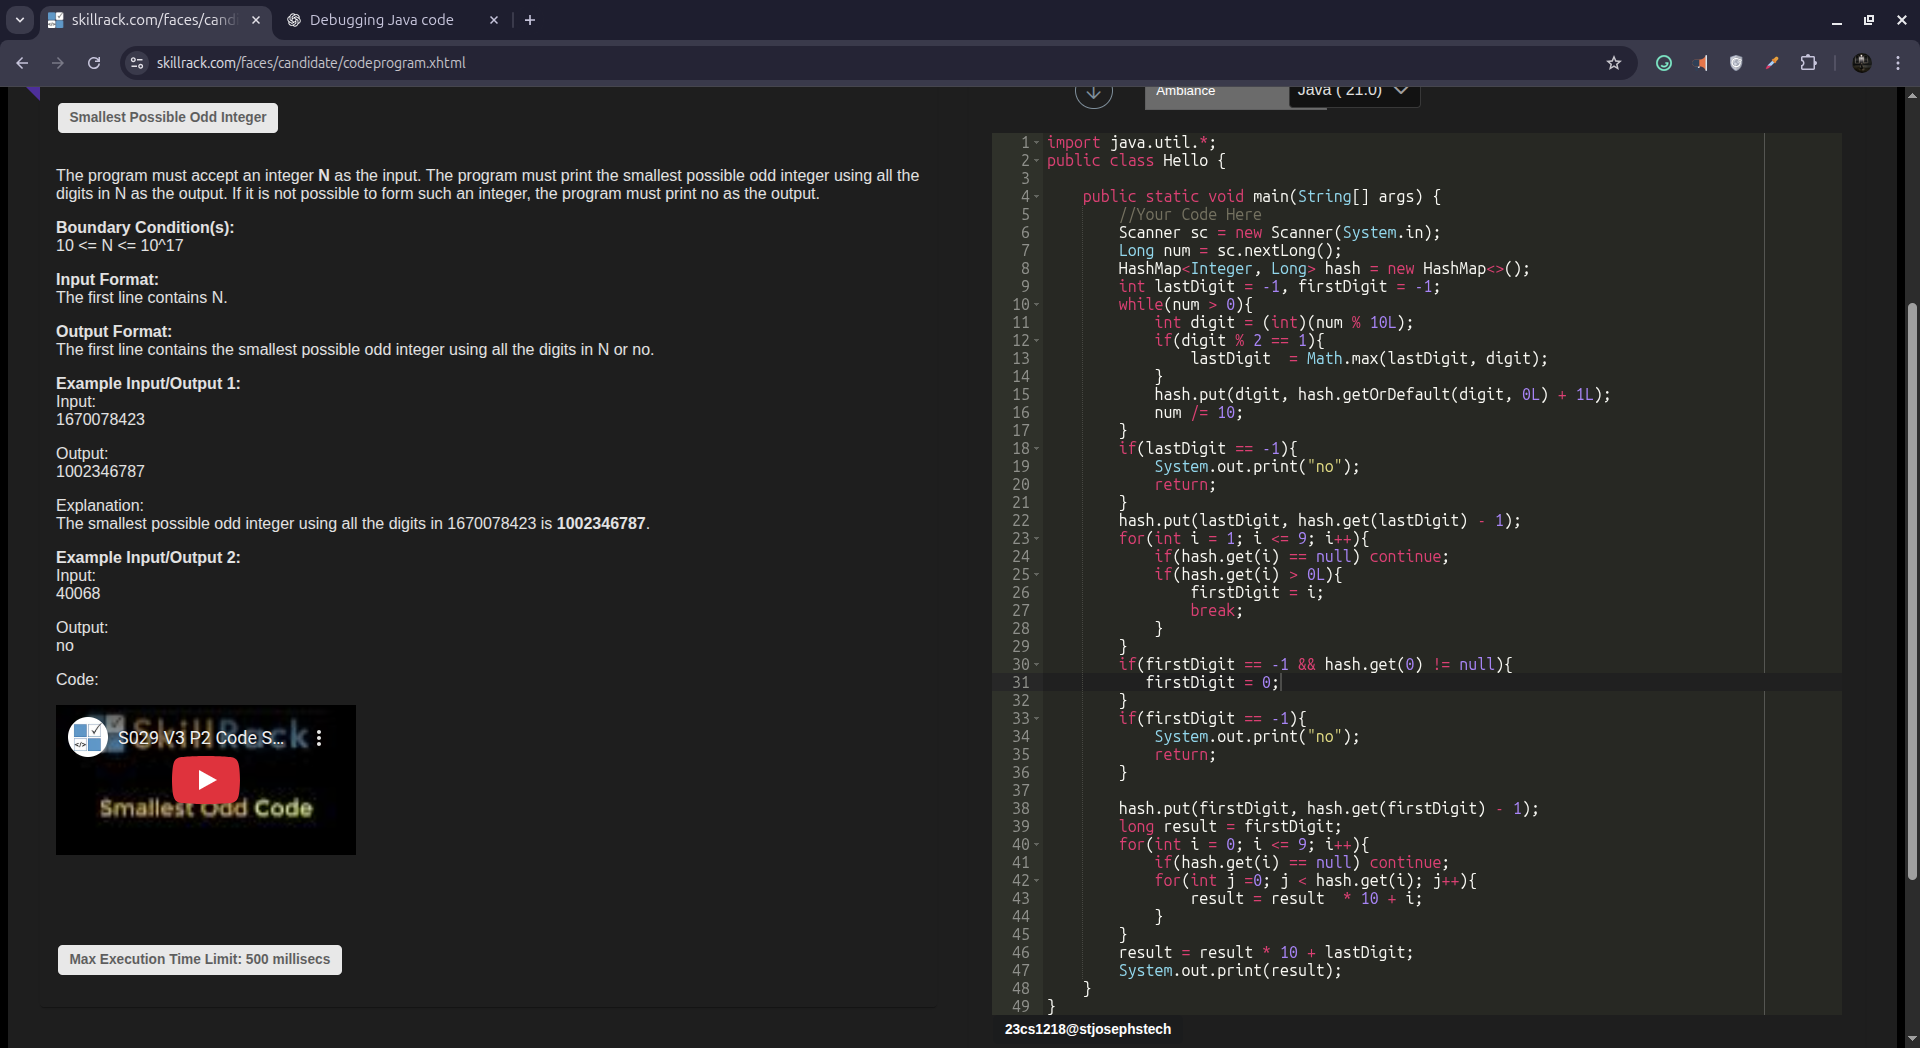 skillrack.com/faces/cand
Debugging Java code
skillrack.com/faces/candidate/codeprogram.xhtml
Smallest Possible Odd Integer
The program must accept an integer N as the input. The program must print the smallest possible odd integer using all the
digits in N as the output. If it is not possible to form such an integer, the program must print no as the output.
Boundary Condition(s):
10 <= N <= 10^17
Input Format:
The first line contains N.
Output Format:
The first line contains the smallest possible odd integer using all the digits in N or no.
Example Input/Output 1:
Input:
1670078423
Output:
1002346787
Explanation:
The smallest possible odd integer using all the digits in 1670078423 is 1002346787.
Example Input/Output 2:
Input:
40068
Output:
no
Code:
SkillRack
S029 V3 P2 Code S...
Smallest Odd Code
Max Execution Time Limit: 500 millisecs
Ambiance
Java ( 21.0)
1 import java.util.*;
2 public class Hello {
3
4     public static void main(String[] args) {
5         //Your Code Here
6         Scanner sc = new Scanner(System.in);
7         Long num = sc.nextLong();
8         HashMap<Integer, Long> hash = new HashMap<>();
9         int lastDigit = -1, firstDigit = -1;
10         while(num > 0){
11             int digit = (int)(num % 10L);
12             if(digit % 2 == 1){
13                 lastDigit  = Math.max(lastDigit, digit);
14             }
15             hash.put(digit, hash.getOrDefault(digit, 0L) + 1L);
16             num /= 10;
17         }
18         if(lastDigit == -1){
19             System.out.print("no");
20             return;
21         }
22         hash.put(lastDigit, hash.get(lastDigit) - 1);
23         for(int i = 1; i <= 9; i++){
24             if(hash.get(i) == null) continue;
25             if(hash.get(i) > 0L){
26                 firstDigit = i;
27                 break;
28             }
29         }
30         if(firstDigit == -1 && hash.get(0) != null){
31            firstDigit = 0;
32         }
33         if(firstDigit == -1){
34             System.out.print("no");
35             return;
36         }
37
38         hash.put(firstDigit, hash.get(firstDigit) - 1);
39         long result = firstDigit;
40         for(int i = 0; i <= 9; i++){
41             if(hash.get(i) == null) continue;
42             for(int j =0; j < hash.get(i); j++){
43                 result = result  * 10 + i;
44             }
45         }
46         result = result * 10 + lastDigit;
47         System.out.print(result);
48     }
49 }
23cs1218@stjosephstech